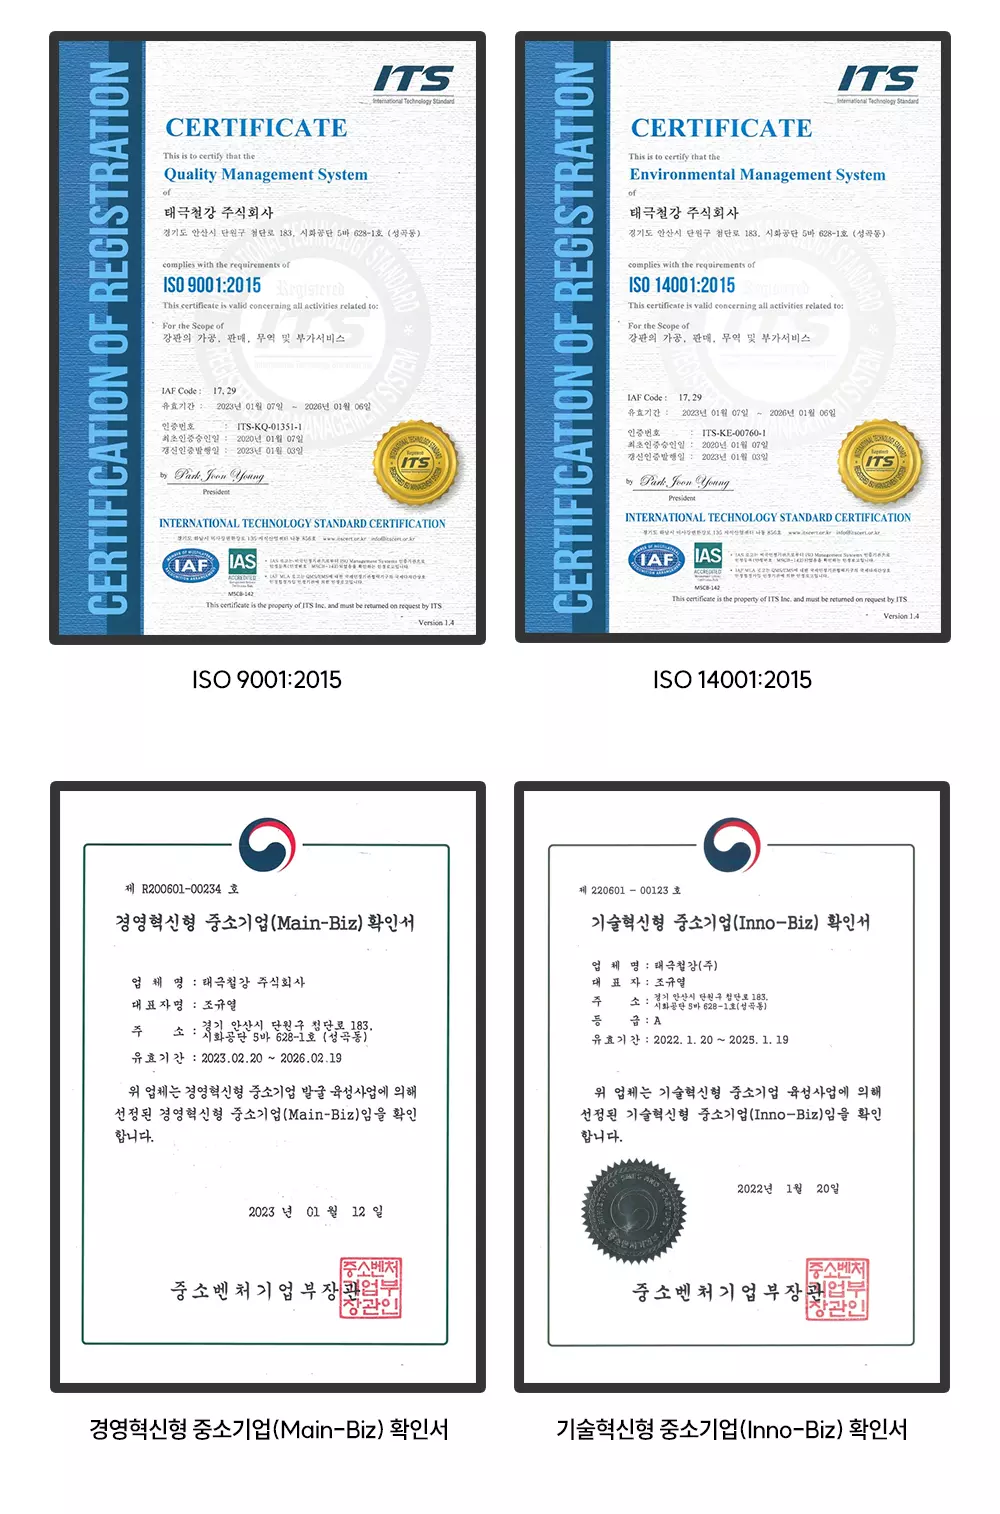 CERTIFICATION OF REGISTRATION
ITS
International Technology Standard
CERTIFICATE
This is to certify that the
Quality Management System
of
태극철강 주식회사
경기도 안산시 단원구 첨단로 183, 시화공단 5바 628-1호 (성곡동)
complies with the requirements of
ISO 9001:2015
This certificate is valid concerning all activities related to:
For the Scope of
강판의 가공, 판매, 무역 및 부가서비스
IAF Code : 17, 29
유효기간 : 2023년 01월 07일 ~ 2026년 01월 06일
인증번호 : ITS-KQ-01351-1
최초인증승인일 : 2020년 01월 07일
갱신인증발행일 : 2023년 01월 03일
by Park Joon Young
President
ITS
INTERNATIONAL TECHNOLOGY STANDARD CERTIFICATION
www.itscert.or.kr info@itscert.or.kr
IAF
IAS
ACCREDITED
MSCB-142
This certificate is the property of ITS Inc. and must be returned on request by ITS
Version 1.4
ISO 9001:2015
CERTIFICATION OF REGISTRATION
ITS
International Technology Standard
CERTIFICATE
This is to certify that the
Environmental Management System
of
태극철강 주식회사
경기도 안산시 단원구 첨단로 183, 시화공단 5바 628-1호 (성곡동)
complies with the requirements of
ISO 14001:2015
This certificate is valid concerning all activities related to:
For the Scope of
강판의 가공, 판매, 무역 및 부가서비스
IAF Code : 17, 29
유효기간 : 2023년 01월 07일 ~ 2026년 01월 06일
인증번호 : ITS-KE-00760-1
최초인증승인일 : 2020년 01월 07일
갱신인증발행일 : 2023년 01월 03일
by Park Joon Young
President
ITS
INTERNATIONAL TECHNOLOGY STANDARD CERTIFICATION
www.itscert.or.kr info@itscert.or.kr
IAF
IAS
ACCREDITED
MSCB-142
This certificate is the property of ITS Inc. and must be returned on request by ITS
Version 1.4
ISO 14001:2015
제 R200601-00234 호
경영혁신형 중소기업(Main-Biz) 확인서
업 체 명 : 태극철강 주식회사
대표자명 : 조규열
주 소 : 경기 안산시 단원구 첨단로 183,
시화공단 5바 628-1호 (성곡동)
유효기간 : 2023.02.20 ~ 2026.02.19
위 업체는 경영혁신형 중소기업 발굴 육성사업에 의해
선정된 경영혁신형 중소기업(Main-Biz)임을 확인
합니다.
2023 년 01 월 12 일
중소벤처기업부장관
중소벤처
기업부
장관인
경영혁신형 중소기업(Main-Biz) 확인서
제 220601 - 00123 호
기술혁신형 중소기업(Inno-Biz) 확인서
업 체 명 : 태극철강(주)
대 표 자 : 조규열
주 소 : 경기 안산시 단원구 첨단로 183,
시화공단 5바 628-1호(성곡동)
등 급 : A
유효기간 : 2022. 1. 20 ~ 2025. 1. 19
위 업체는 기술혁신형 중소기업 육성사업에 의해
선정된 기술혁신형 중소기업(Inno-Biz)임을 확인
합니다.
2022년 1월 20일
중소벤처기업부장관
중소벤처
기업부
장관인
기술혁신형 중소기업(Inno-Biz) 확인서